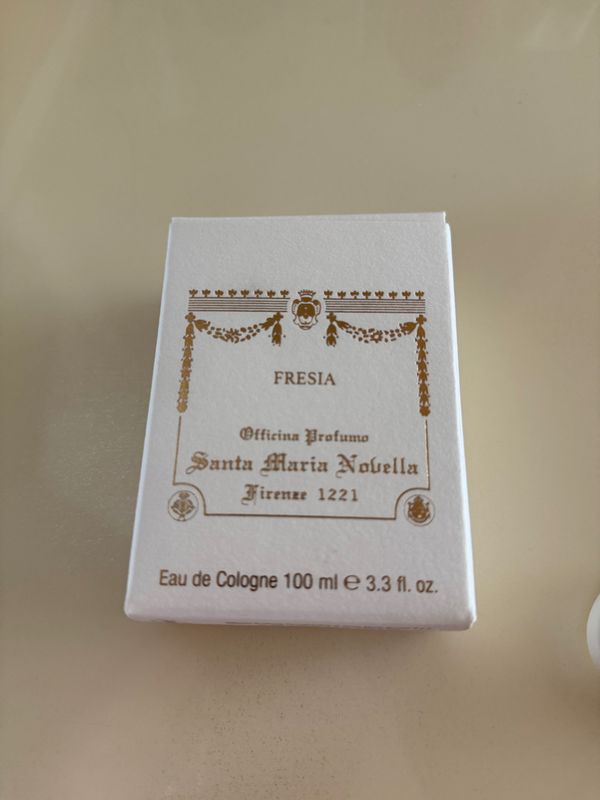 FRESIA
Officina Profumo
Santa Maria Novella
Firenze 1221
Eau de Cologne 100 ml ℮ 3.3 fl. oz.